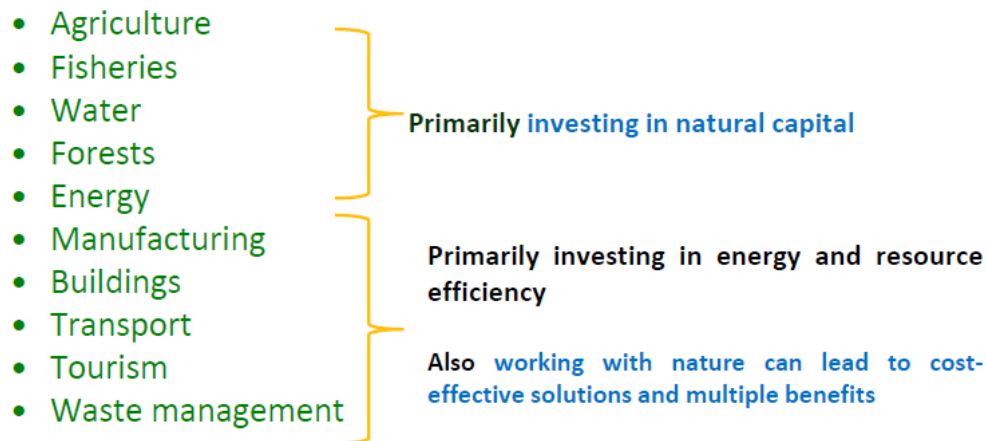 • Agriculture
• Fisheries
• Water
• Forests
• Energy
• Manufacturing
• Buildings
• Transport
• Tourism
• Waste management
Primarily investing in natural capital
Primarily investing in energy and resource
efficiency
Also working with nature can lead to cost-
effective solutions and multiple benefits